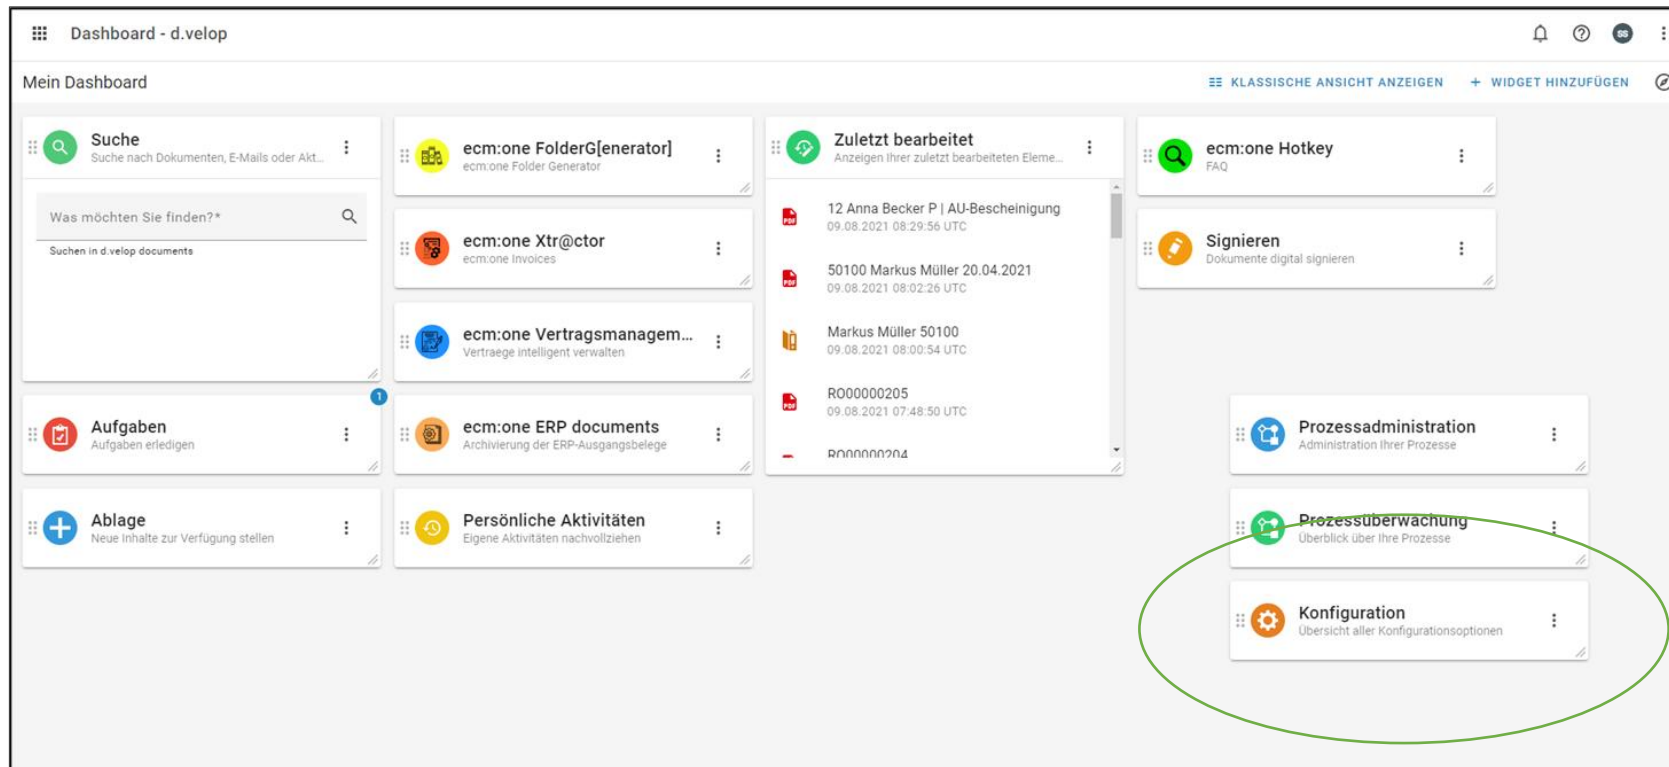 Dashboard - d.velop
SS
Mein Dashboard
KLASSISCHE ANSICHT ANZEIGEN
+ WIDGET HINZUFÜGEN
Suche
Suche nach Dokumenten, E-Mails oder Akt...
Was möchten Sie finden?*
Suchen in d.velop documents
1
Aufgaben
Aufgaben erledigen
Ablage
Neue Inhalte zur Verfügung stellen
ecm:one FolderG[enerator]
ecm:one Folder Generator
ecm:one Xtr@ctor
ecm:one Invoices
ecm:one Vertragsmanagem...
Vertraege intelligent verwalten
ecm:one ERP documents
Archivierung der ERP-Ausgangsbelege
Persönliche Aktivitäten
Eigene Aktivitäten nachvollziehen
Zuletzt bearbeitet
Anzeigen Ihrer zuletzt bearbeiteten Eleme...
PDF
12 Anna Becker P | AU-Bescheinigung
09.08.2021 08:29:56 UTC
PDF
50100 Markus Müller 20.04.2021
09.08.2021 08:02:26 UTC
Markus Müller 50100
09.08.2021 08:00:54 UTC
PDF
RO00000205
09.08.2021 07:48:50 UTC
RO00000204
ecm:one Hotkey
FAQ
Signieren
Dokumente digital signieren
Prozessadministration
Administration Ihrer Prozesse
Prozessüberwachung
Überblick über Ihre Prozesse
Konfiguration
Übersicht aller Konfigurationsoptionen